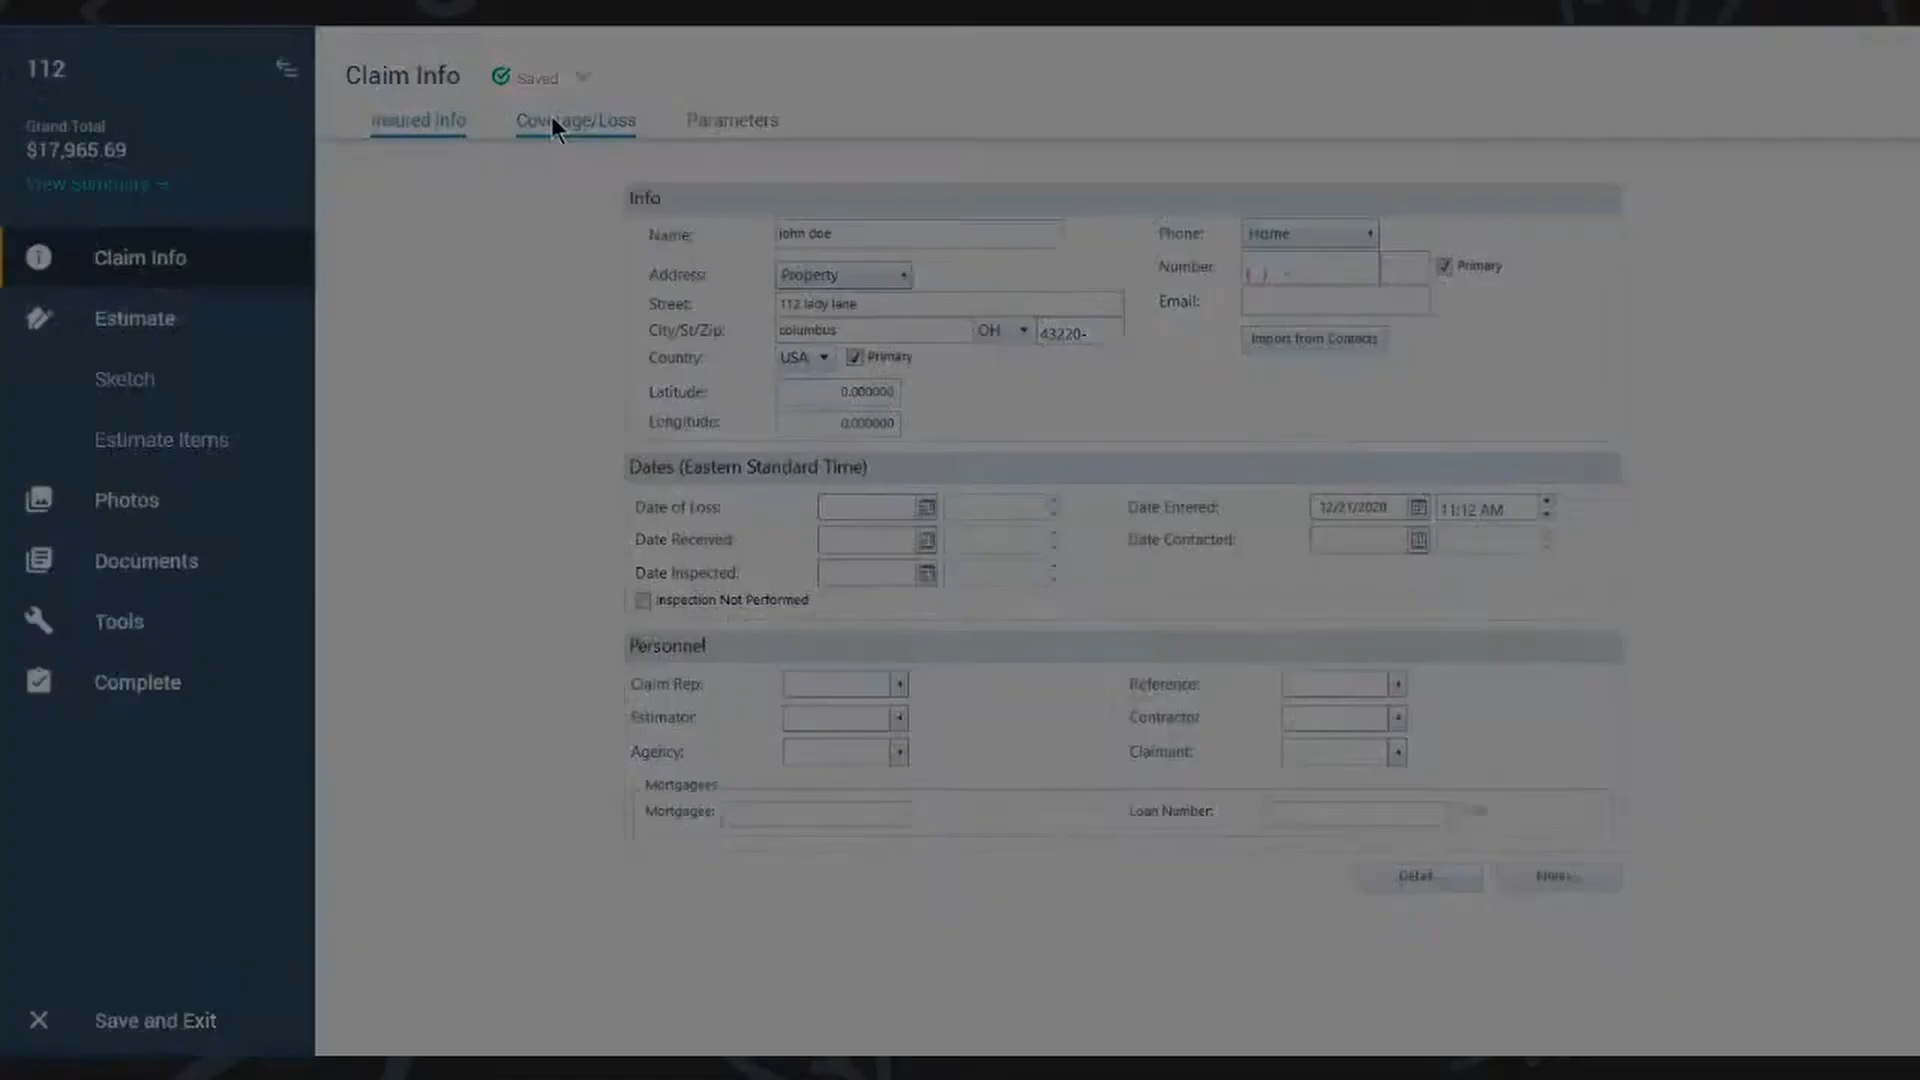 112
Grand Total
$17,965.69
View Summary
Claim Info
Estimate
Sketch
Estimate Items
Photos
Documents
Tools
Complete
Save and Exit
Claim Info
Saved
Insured Info
Coverage/Loss
Parameters
Info
Name:
john doe
Address:
Property
Street:
112 lady lane
City/St/Zip:
columbus
OH
43220-
Country:
USA
Primary
Latitude:
0.000000
Longitude:
0.000000
Phone:
Home
Number:
( ) -
Primary
Email:
Import from Contacts
Dates (Eastern Standard Time)
Date of Loss:
Date Received:
Date Inspected:
Inspection Not Performed
Date Entered:
12/21/2020
11:12 AM
Date Contacted:
Personnel
Claim Rep:
Estimator:
Agency:
Reference:
Contractor:
Claimant:
Mortgagees
Mortgagee:
Loan Number:
Detail...